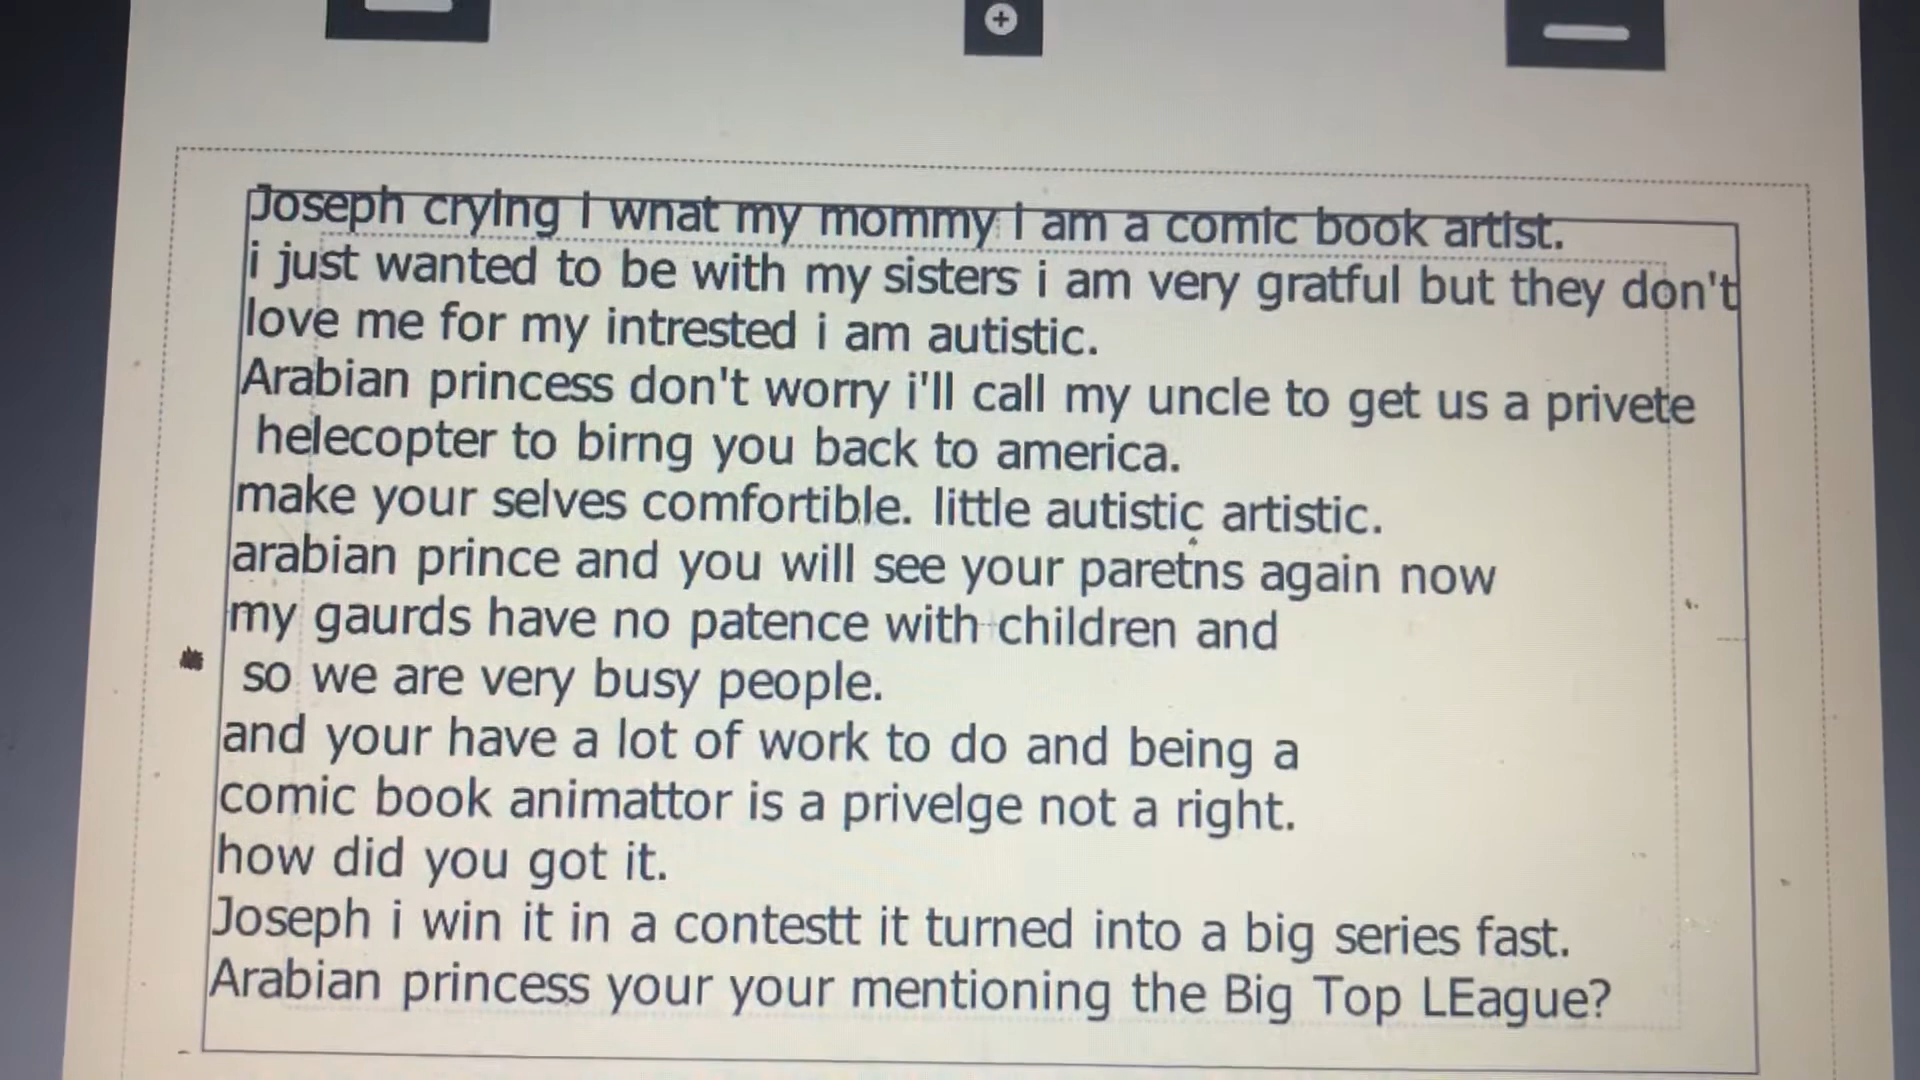 Joseph crying I wnat my mommy i am a comic book artist.
i just wanted to be with my sisters i am very gratful but they don't
love me for my intrested i am autistic.
Arabian princess don't worry i'll call my uncle to get us a privete
helecopter to birng you back to america.
make your selves comfortible. little autistic artistic.
arabian prince and you will see your paretns again now
my gaurds have no patence with children and
so we are very busy people.
and your have a lot of work to do and being a
comic book animattor is a privelge not a right.
how did you got it.
Joseph i win it in a contestt it turned into a big series fast.
Arabian princess your your mentioning the Big Top LEague?